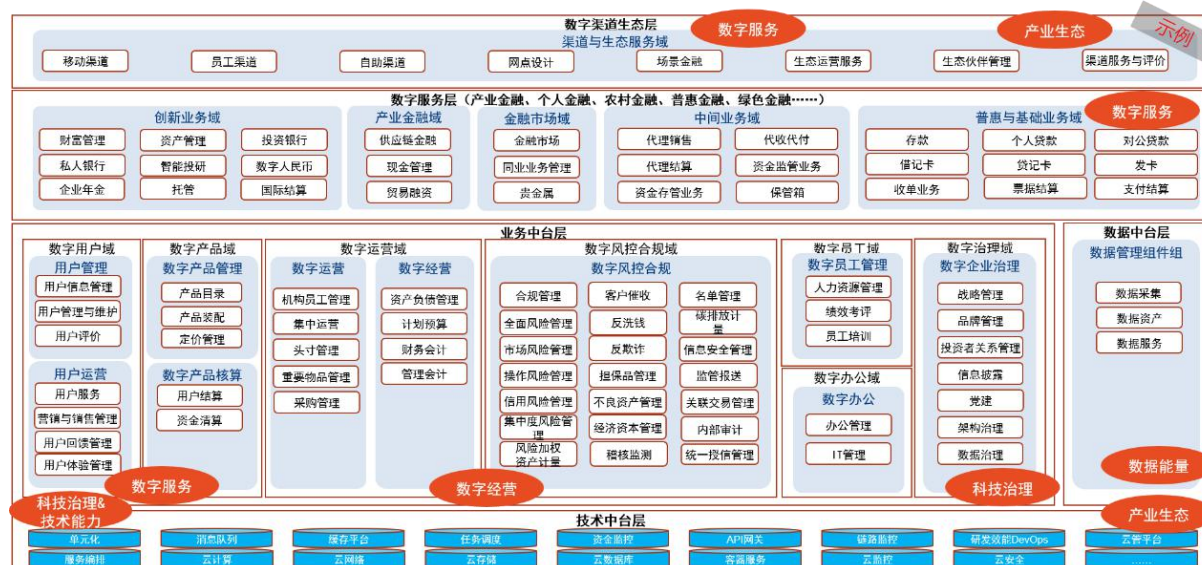 数字渠道生态层
数字服务
产业生态
示例
渠道与生态服务域
移动渠道
员工渠道
自助渠道
网点设计
场景金融
生态运营服务
生态伙伴管理
渠道服务与评价
数字服务层（产业金融、个人金融、农村金融、普惠金融、绿色金融……）
数字服务
创新业务域
财富管理
资产管理
投资银行
私人银行
智能投研
数字人民币
企业年金
托管
国际结算
产业金融域
供应链金融
现金管理
贸易融资
金融市场域
金融市场
同业业务管理
贵金属
中间业务域
代理销售
代收代付
代理结算
资金监管业务
资金存管业务
保管箱
普惠与基础业务域
存款
个人贷款
对公贷款
借记卡
贷记卡
发卡
收单业务
票据结算
支付结算
业务中台层
数字用户域
用户管理
用户信息管理
用户管理与维护
用户评价
用户运营
用户服务
营销与销售管理
用户回馈管理
用户体验管理
数字产品域
数字产品管理
产品目录
产品装配
定价管理
数字产品核算
用户结算
资金清算
数字服务
数字运营域
数字运营
机构员工管理
集中运营
头寸管理
重要物品管理
采购管理
数字经营
资产负债管理
计划预算
财务会计
管理会计
数字经营
数字风控合规域
数字风控合规
合规管理
客户催收
名单管理
全面风险管理
反洗钱
碳排放计
量
市场风险管理
反欺诈
信息安全管理
操作风险管理
担保品管理
监管报送
信用风险管理
不良资产管理
关联交易管理
集中度风险管
理
经济资本管理
内部审计
风险加权
资产计量
稽核监测
统一授信管理
数字员工域
数字员工管理
人力资源管理
绩效考评
员工培训
数字办公域
数字办公
办公管理
IT管理
数字治理域
数字企业治理
战略管理
品牌管理
投资者关系管理
信息披露
党建
架构治理
数据治理
科技治理
数据中台层
数据管理组件组
数据采集
数据资产
数据服务
数据能量
科技治理&
技术能力
技术中台层
产业生态
单元化
消息队列
缓存平台
任务调度
资金监控
API网关
链路监控
研发效能DevOps
云管平台
服务编排
云计算
云网络
云存储
云数据库
容器服务
云监控
云安全
……